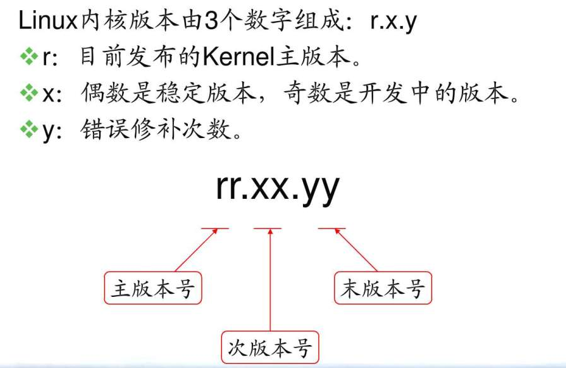 Linux内核版本由3个数字组成：r.x.y
r：目前发布的Kernel主版本。
x：偶数是稳定版本，奇数是开发中的版本。
y：错误修补次数。
rr.xx.yy
主版本号
末版本号
次版本号